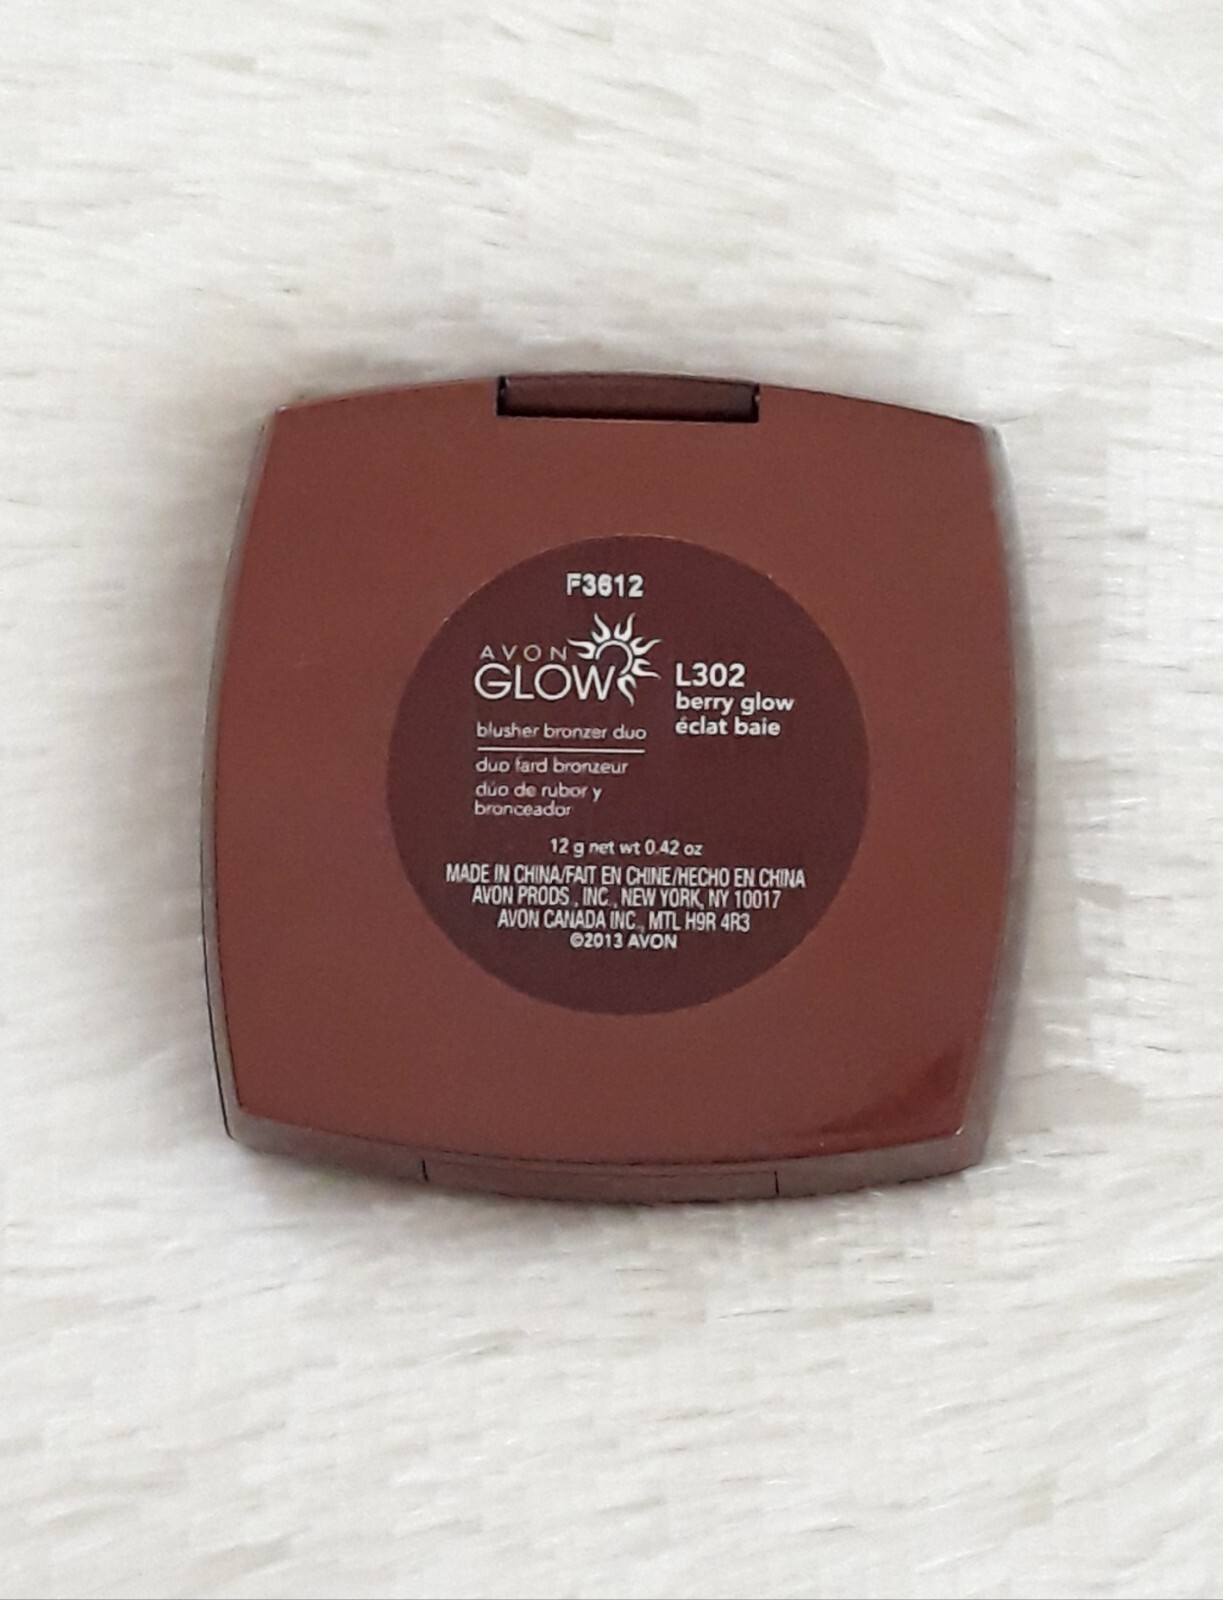 F3612
AVON
GLOW
L302
berry glow
éclat baie
blusher bronzer duo
duo fard bronzeur
dúo de rubor y
bronceador
12 g net wt 0.42 oz
MADE IN CHINA/FAIT EN CHINE/HECHO EN CHINA
AVON PRODS., INC., NEW YORK, NY 10017
AVON CANADA INC., MTL H9R 4R3
©2013 AVON